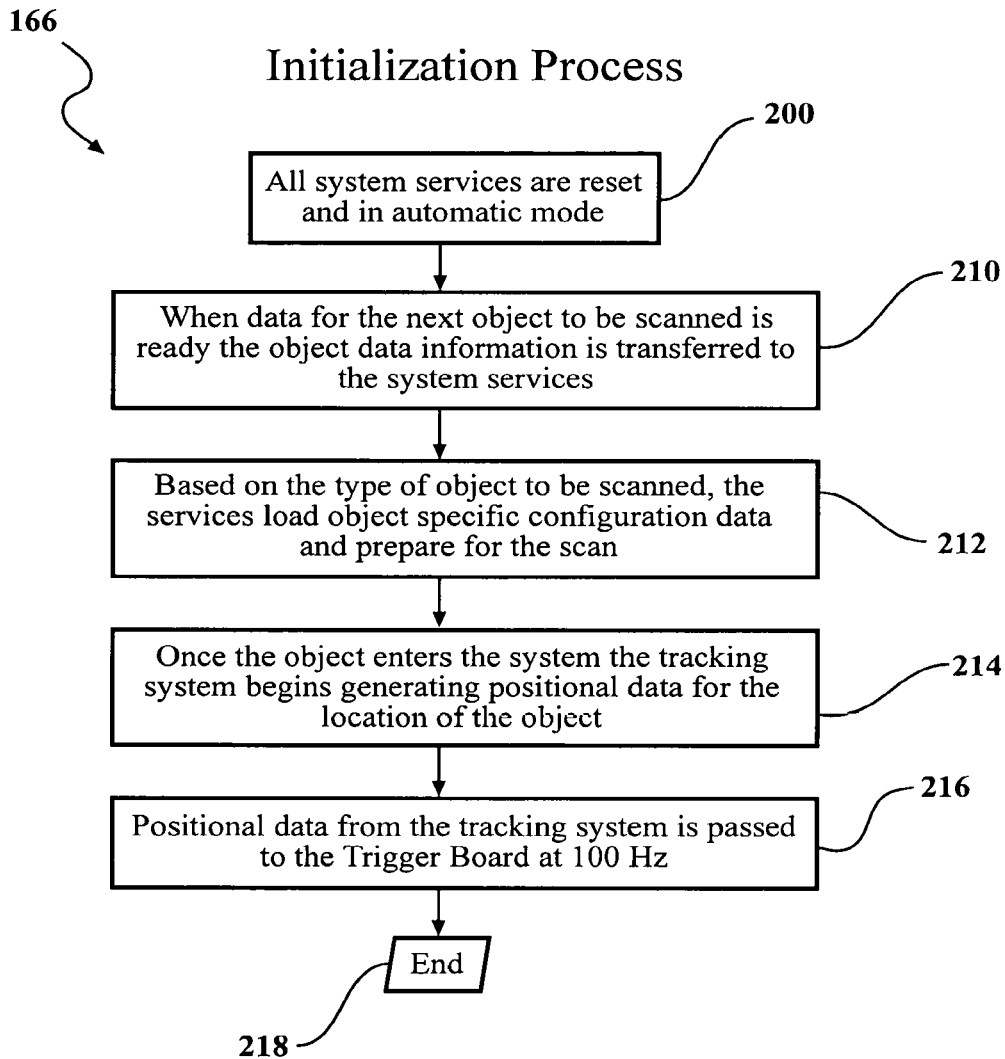 166
Initialization Process
200
All system services are reset
and in automatic mode
210
When data for the next object to be scanned is
ready the object data information is transferred to
the system services
Based on the type of object to be scanned, the
services load object specific configuration data
and prepare for the scan
212
Once the object enters the system the tracking
system begins generating positional data for the
location of the object
214
216
Positional data from the tracking system is passed
to the Trigger Board at 100 Hz
End
218